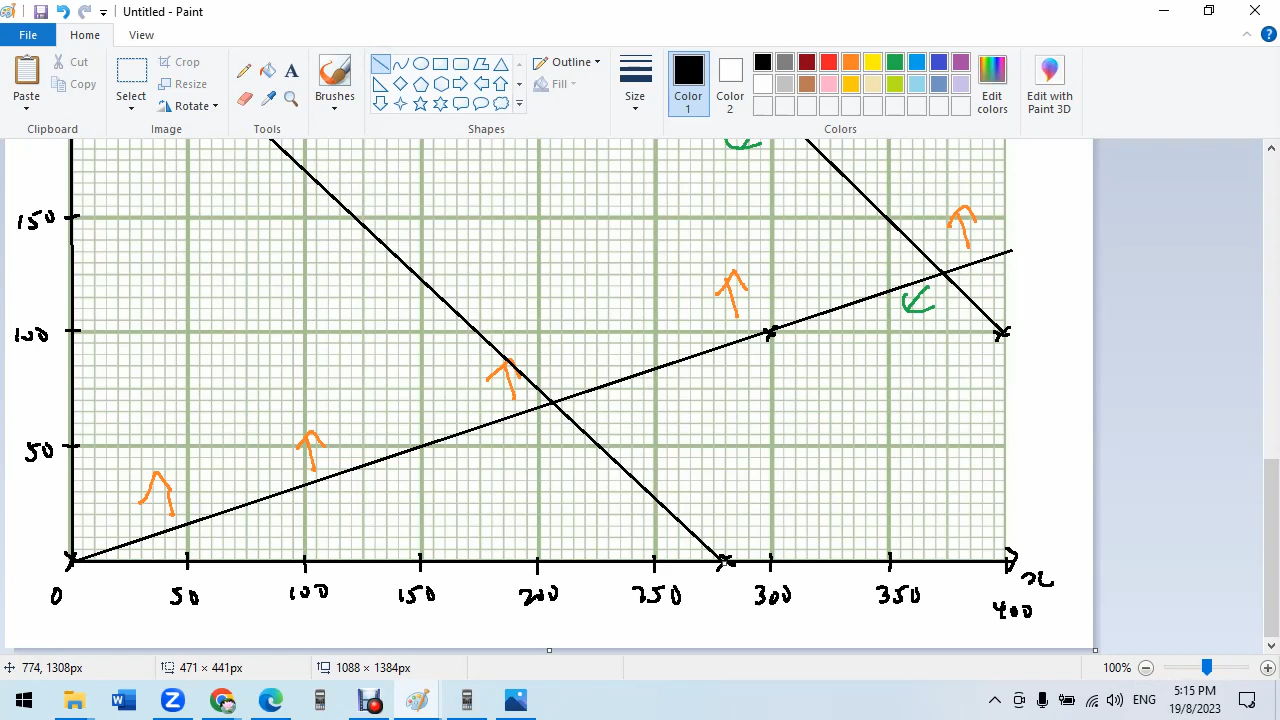 Untitled - Paint
File
Home
View
Paste
Cut
Copy
Clipboard
Select
Crop
Resize
Rotate
Image
A
Tools
Brushes
Outline
Fill
Shapes
Size
Color 1
Color 2
Edit colors
Colors
Edit with Paint 3D
150
100
50
0
50
100
150
200
250
300
350
400
x
774, 1308px
471 × 441px
1088 × 1384px
100%
ENG
5:15 PM
19/8/2023